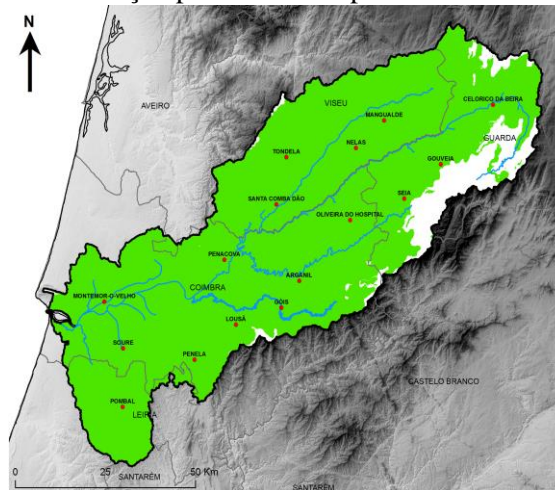 N
AVEIRO
VISEU
CELORICO DA BEIRA
MANGUALDE
GUARDA
NELAS
TONDELA
GOUVEIA
SANTA COMBA DÃO
SEIA
OLIVEIRA DO HOSPITAL
PENACOVA
ARGANIL
COIMBRA
MONTEMOR-O-VELHO
GÓIS
LOUSÃ
SOURE
PENELA
CASTELO BRANCO
POMBAL
LEIRIA
0 25 50 Km
SANTARÉM
SANTARÉM